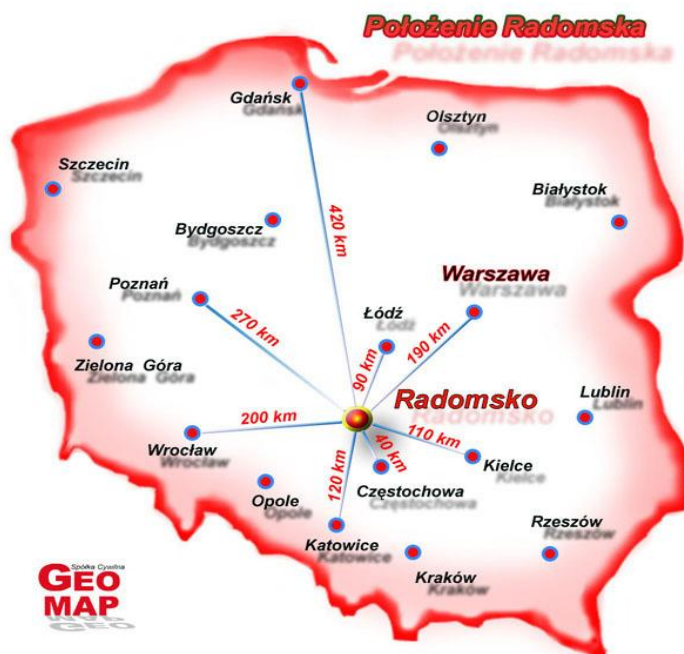 Położenie Radomska
Gdańsk
Olsztyn
Szczecin
Białystok
Bydgoszcz
420 km
Warszawa
Poznań
Łódź
270 km
190 km
90 km
Zielona Góra
Radomsko
Lublin
200 km
110 km
Wrocław
40 km
Kielce
120 km
Częstochowa
Opole
Katowice
Rzeszów
Kraków
Spółka Cywilna
GEO
MAP